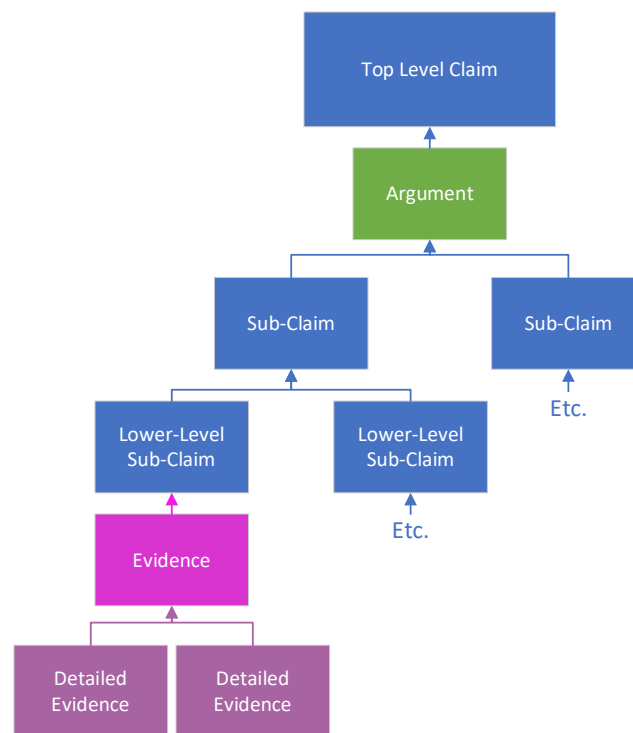 Top Level Claim
Argument
Sub-Claim
Sub-Claim
Etc.
Lower-Level
Sub-Claim
Lower-Level
Sub-Claim
Etc.
Evidence
Detailed
Evidence
Detailed
Evidence